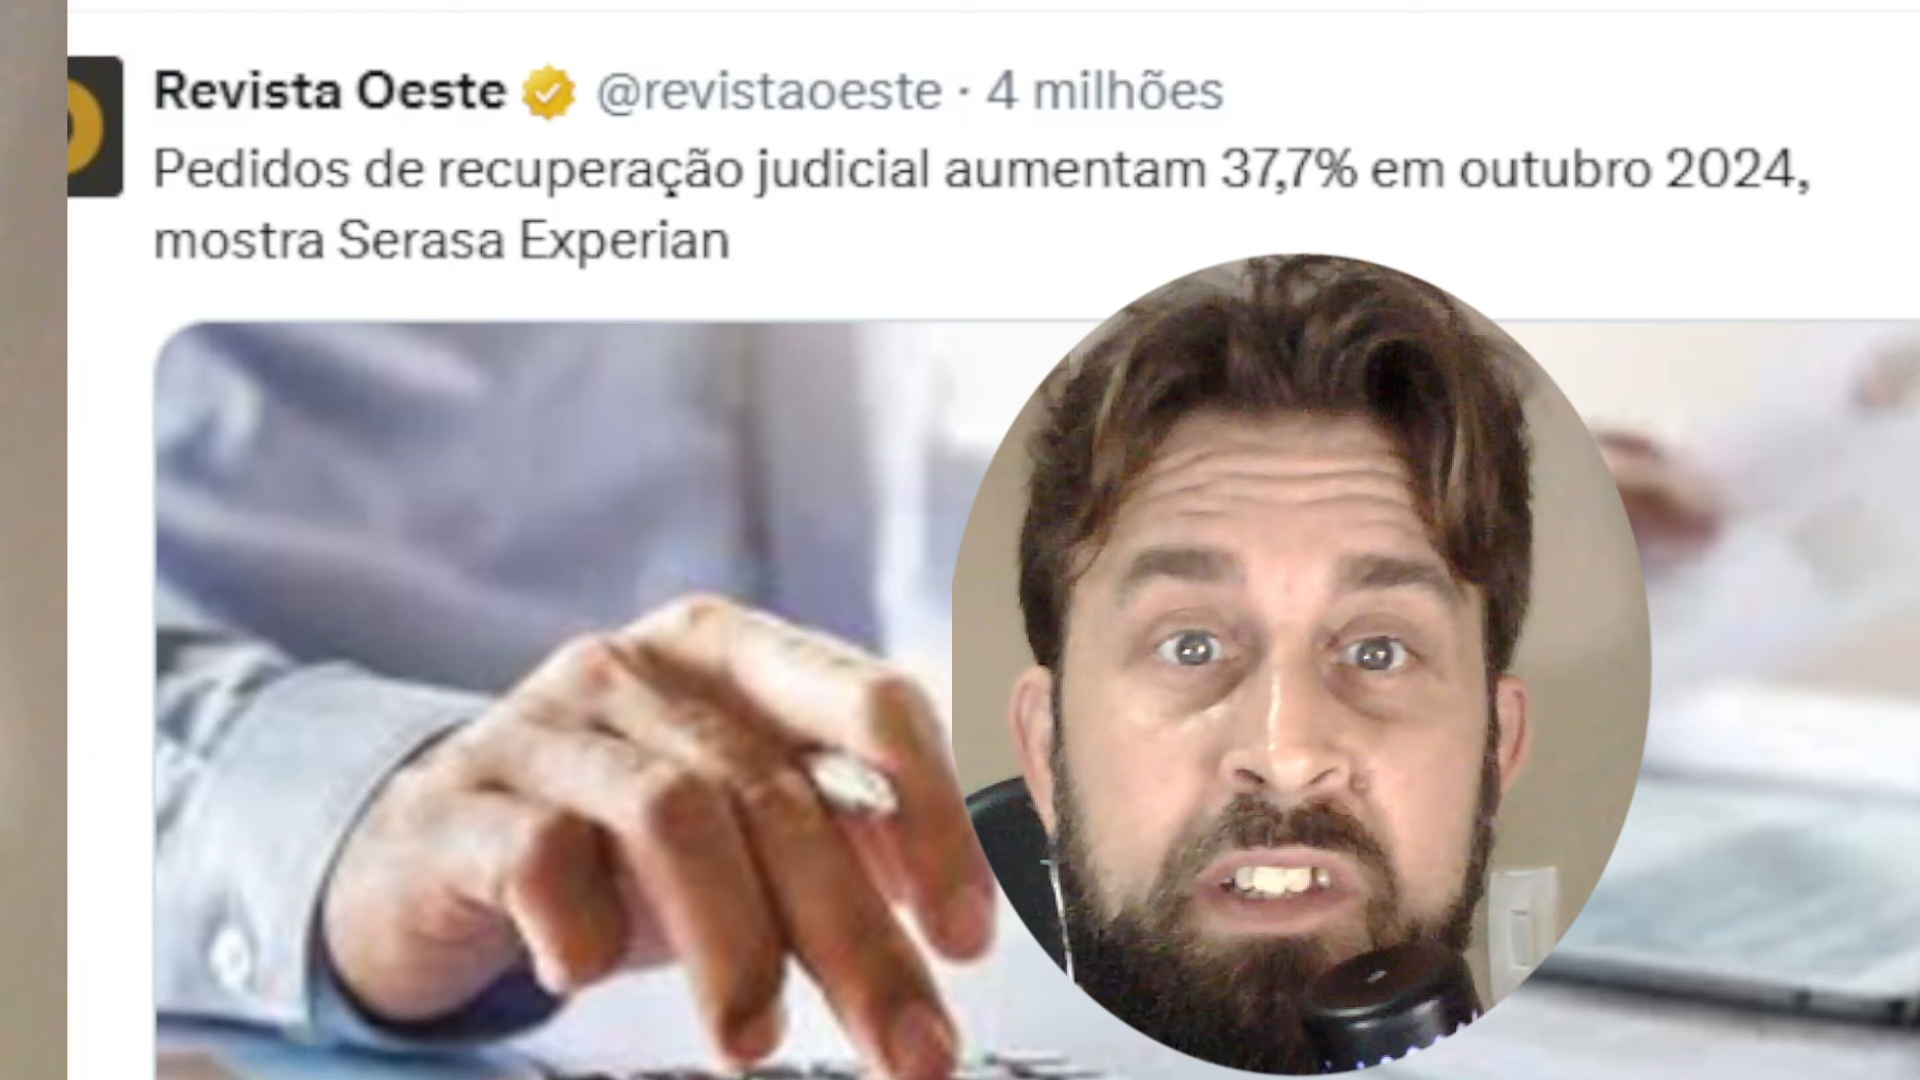 Revista Oeste @revistaoeste · 4 milhões
Pedidos de recuperação judicial aumentam 37,7% em outubro 2024,
mostra Serasa Experian